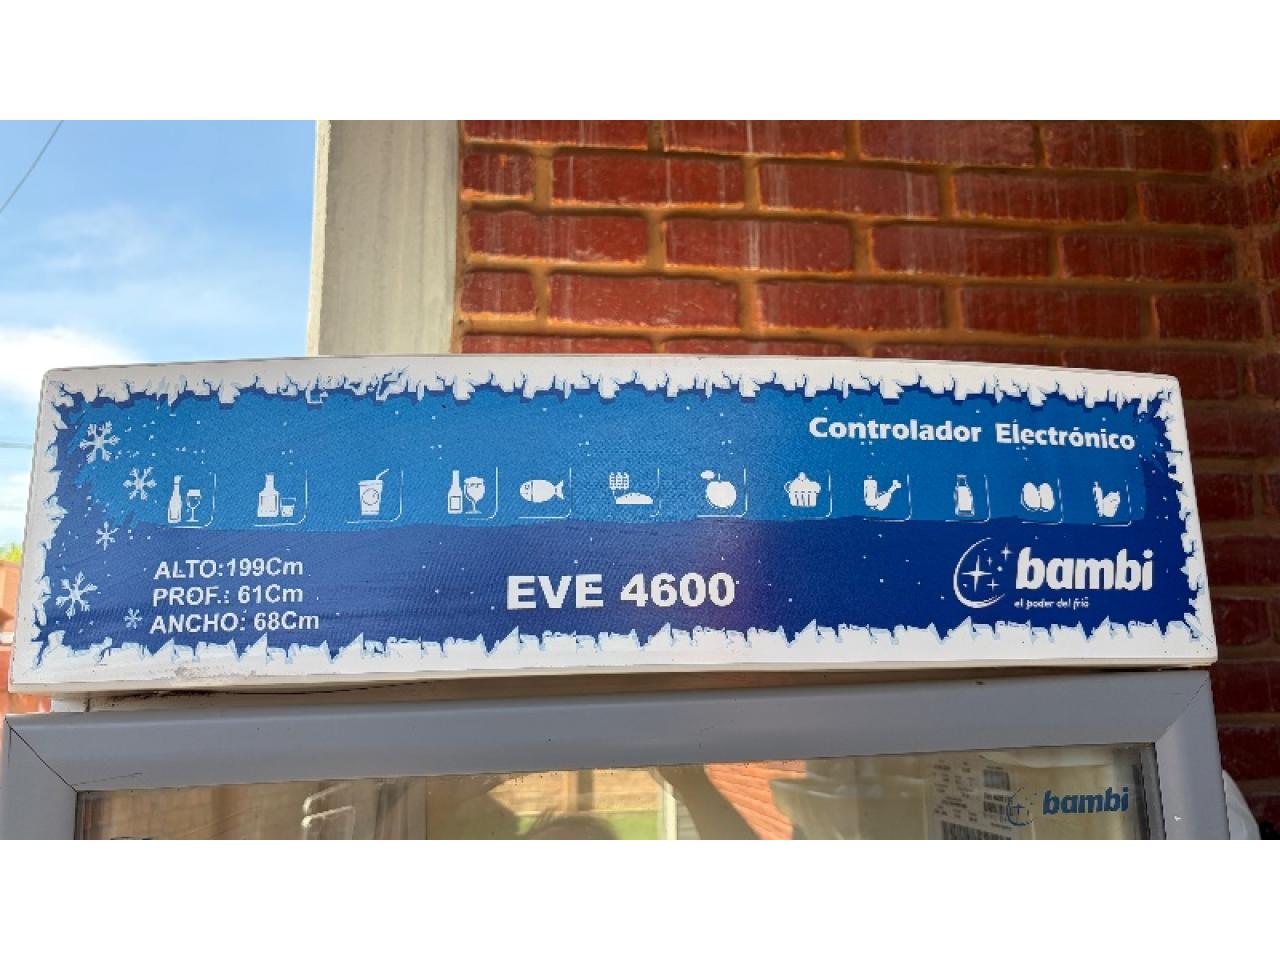 Controlador Electrónico
ALTO:199Cm
PROF.: 61Cm
ANCHO: 68Cm
EVE 4600
bambi
el poder del frío
bambi